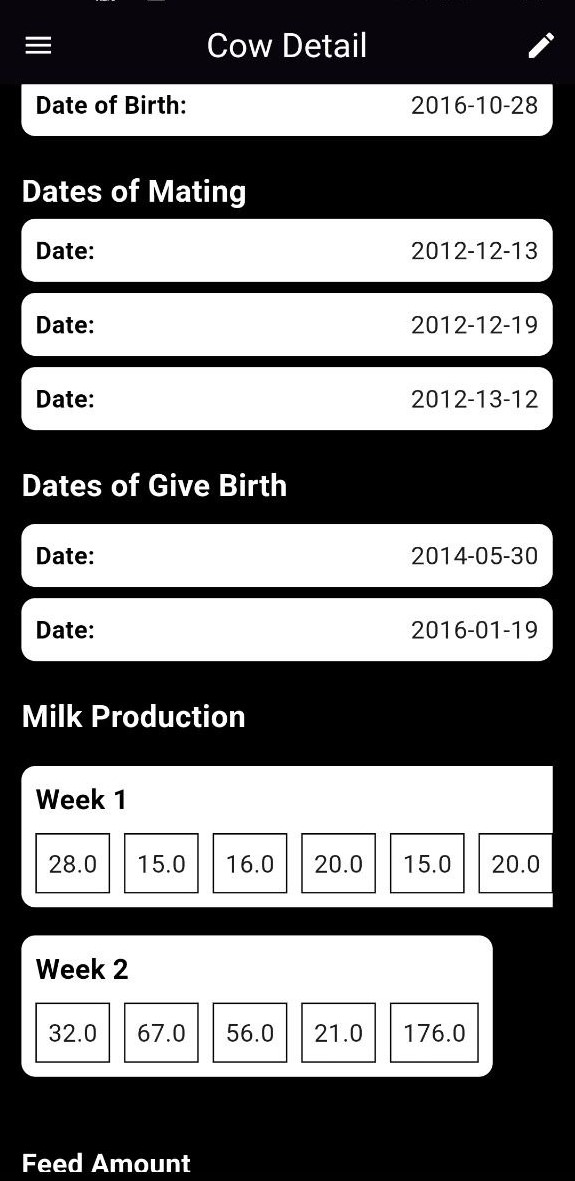 Cow Detail
Date of Birth: 2016-10-28
Dates of Mating
Date: 2012-12-13
Date: 2012-12-19
Date: 2012-13-12
Dates of Give Birth
Date: 2014-05-30
Date: 2016-01-19
Milk Production
Week 1
28.0 15.0 16.0 20.0 15.0 20.0
Week 2
32.0 67.0 56.0 21.0 176.0
Feed Amount